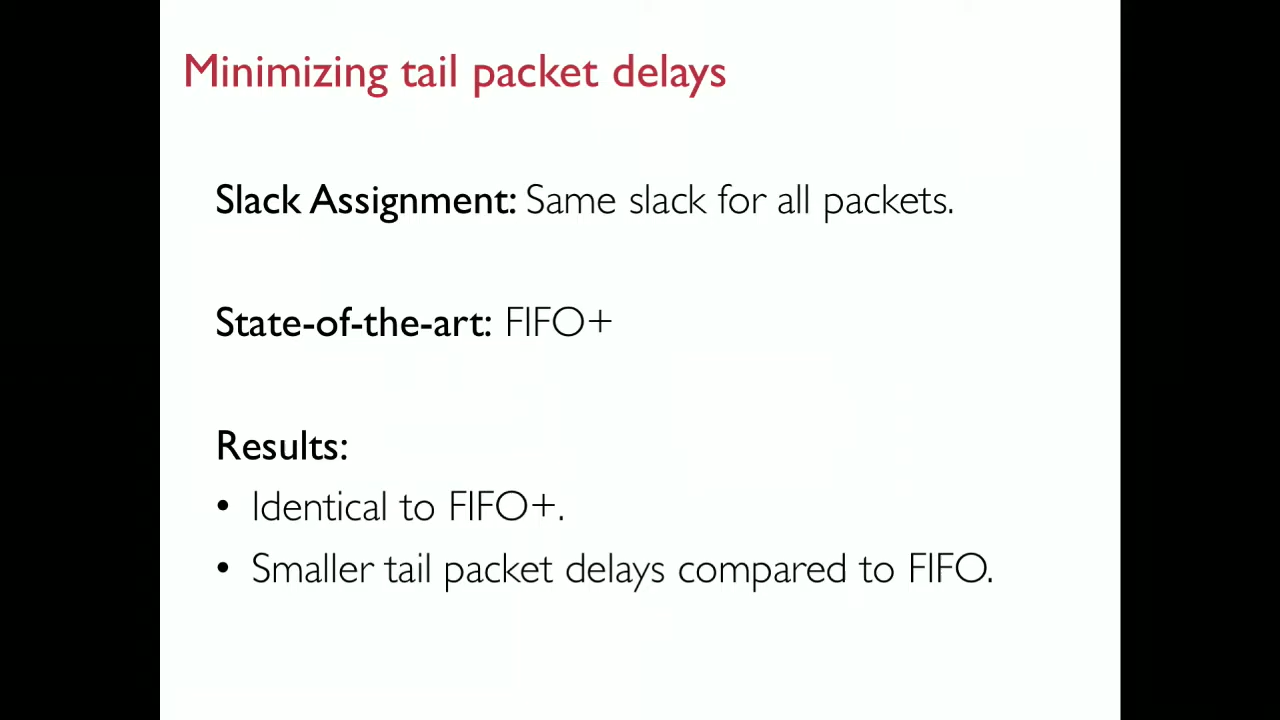 Minimizing tail packet delays
Slack Assignment: Same slack for all packets.
State-of-the-art: FIFO+
Results:
• Identical to FIFO+.
• Smaller tail packet delays compared to FIFO.